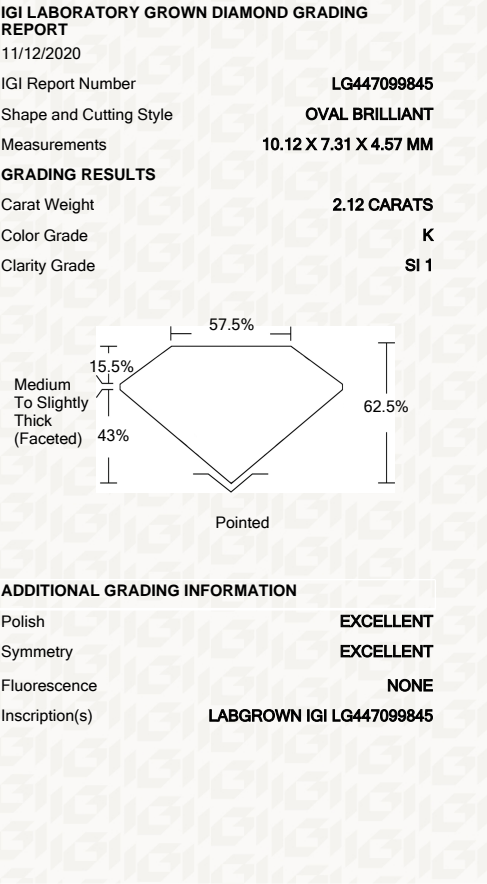 IGI LABORATORY GROWN DIAMOND GRADING
REPORT
11/12/2020
IGI Report Number LG447099845
Shape and Cutting Style OVAL BRILLIANT
Measurements 10.12 X 7.31 X 4.57 MM
GRADING RESULTS
Carat Weight 2.12 CARATS
Color Grade K
Clarity Grade SI 1
57.5%
15.5%
Medium
To Slightly
Thick
(Faceted)
43%
62.5%
Pointed
ADDITIONAL GRADING INFORMATION
Polish EXCELLENT
Symmetry EXCELLENT
Fluorescence NONE
Inscription(s) LABGROWN IGI LG447099845